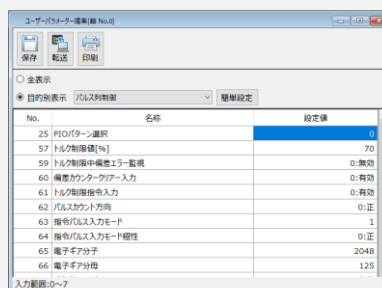 ユーザーパラメーター編集[軸 No.0]
保存 転送 印刷
全表示
目的別表示 パルス列制御 簡単設定
No. 名称 設定値
25 PIOパターン選択 0
57 トルク制限値[%] 70
59 トルク制限中偏差エラー監視 0:無効
60 偏差カウンタークリアー入力 0:有効
61 トルク制限指令入力 0:有効
62 パルスカウント方向 0:正
63 指令パルス入力モード 1
64 指令パルス入力モード極性 0:正
65 電子ギア分子 2048
66 電子ギア分母 125
入力範囲:0～7